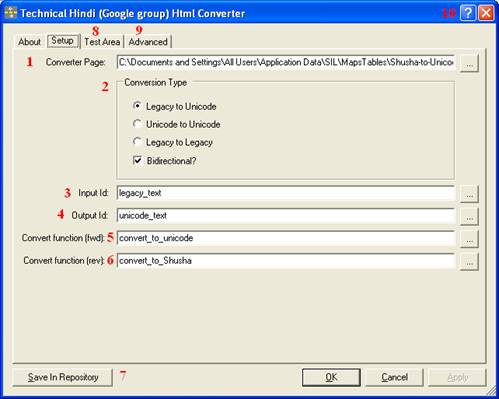 Technical Hindi (Google group) Html Converter 10 ?
8 9
About Setup Test Area Advanced
1 Converter Page: C:\Documents and Settings\All Users\Application Data\SIL\MapsTables\Shusha-to-Unicod ...
2 Conversion Type
Legacy to Unicode
Unicode to Unicode
Legacy to Legacy
Bidirectional?
3 Input Id: legacy_text ...
4 Output Id: unicode_text ...
Convert function (fwd): 5 convert_to_unicode ...
Convert function (rev): 6 convert_to_Shusha ...
Save In Repository 7 OK Cancel Apply